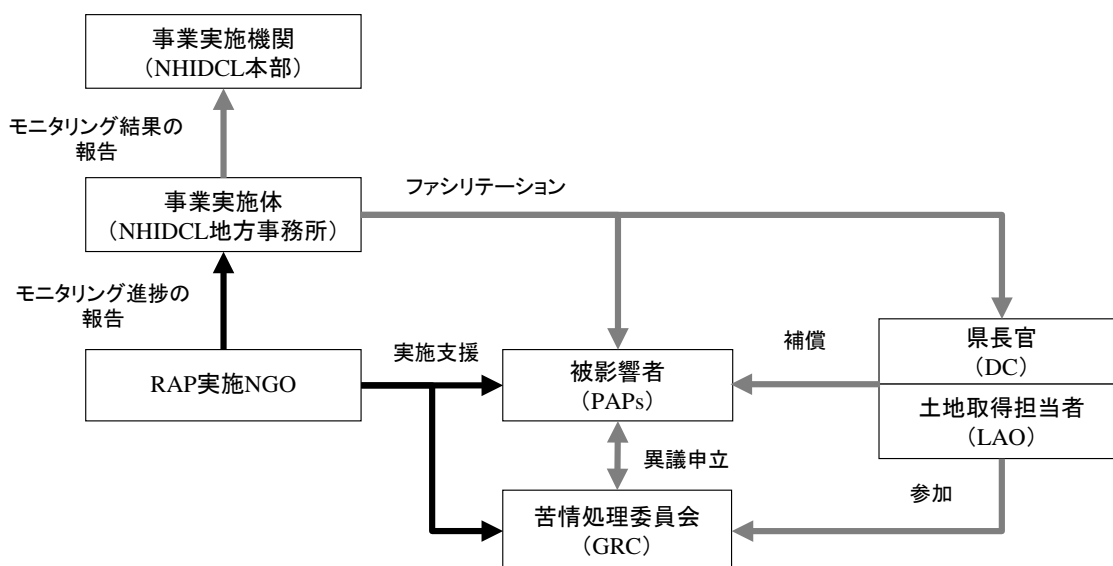 事業実施機関
（NHIDCL本部）
モニタリング結果の
報告
事業実施体
（NHIDCL地方事務所）
ファシリテーション
モニタリング進捗の
報告
RAP実施NGO
実施支援
被影響者
（PAPs）
補償
県長官
（DC）
土地取得担当者
（LAO）
異議申立
参加
苦情処理委員会
（GRC）